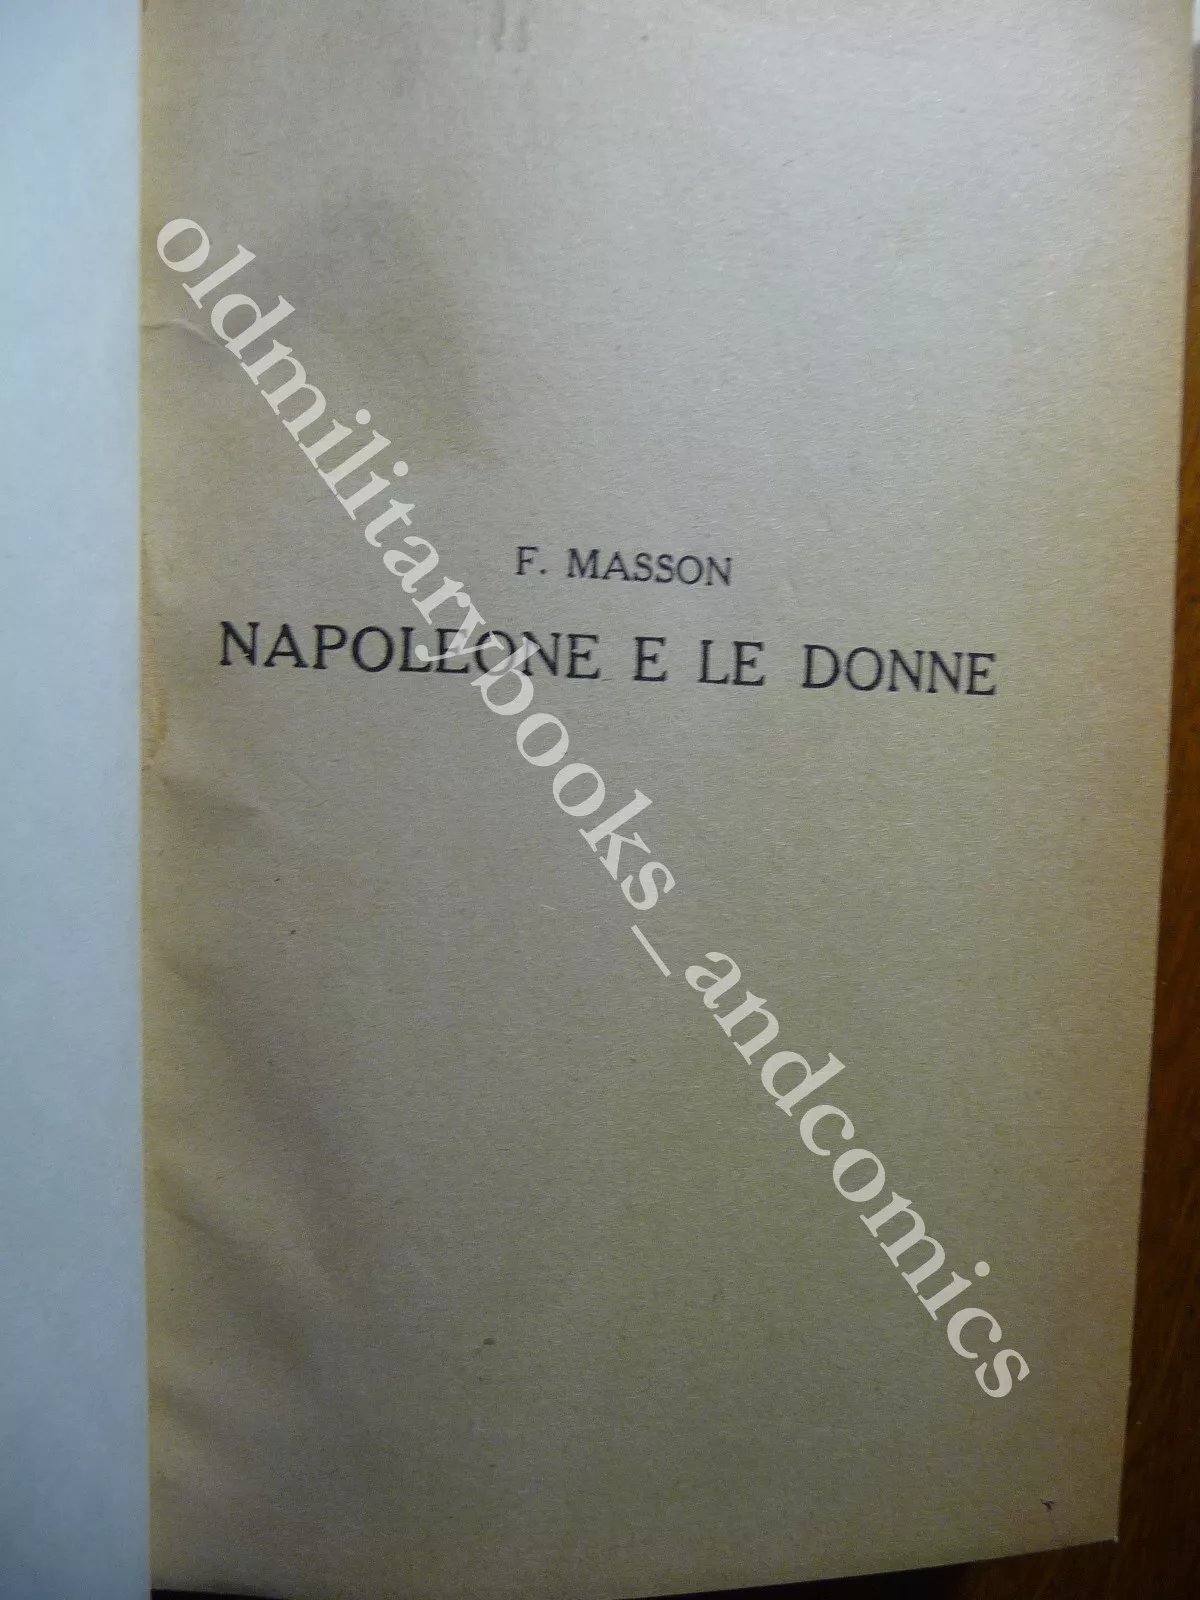 F. MASSON
NAPOLEONE E LE DONNE
oldmilitarybooks_andcomics